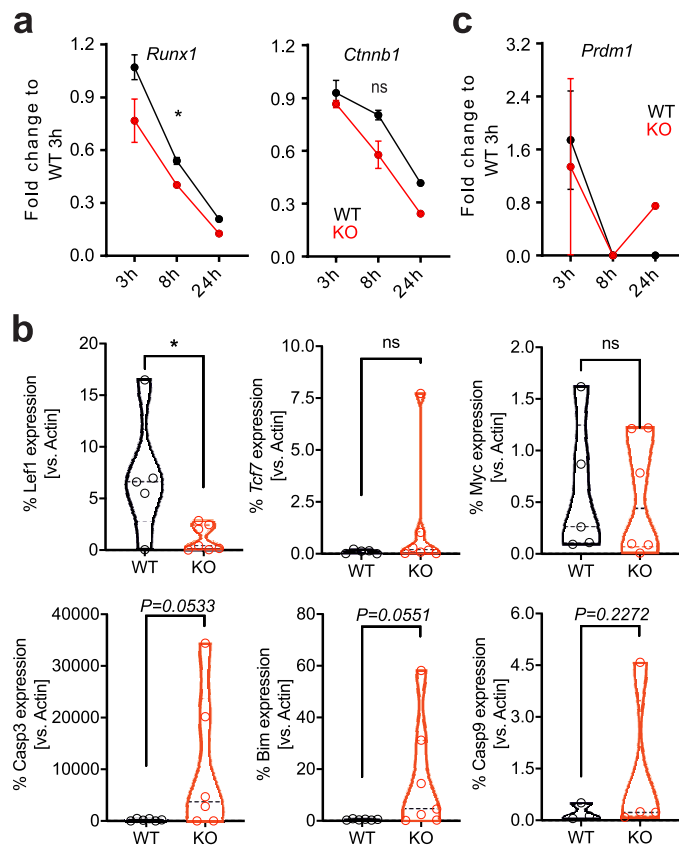 a
Fold change to
WT 3h
Runx1
1.2
0.9
0.6
0.3
0.0
*
3h
8h
24h
Ctnnb1
1.2
0.9
0.6
0.3
0.0
ns
WT
KO
3h
8h
24h
c
Fold change to
WT 3h
Prdm1
3.2
2.4
1.6
0.8
0.0
WT
KO
3h
8h
24h
b
% Lef1 expression
[vs. Actin]
20
15
10
5
0
*
WT
KO
% Tcf7 expression
[vs. Actin]
10.0
7.5
5.0
2.5
0.0
ns
WT
KO
% Myc expression
[vs. Actin]
2.0
1.5
1.0
0.5
0.0
ns
WT
KO
% Casp3 expression
[vs. Actin]
40000
30000
20000
10000
0
P=0.0533
WT
KO
% Bim expression
[vs. Actin]
80
60
40
20
0
P=0.0551
WT
KO
% Casp9 expression
[vs. Actin]
6.0
4.5
3.0
1.5
0.0
P=0.2272
WT
KO